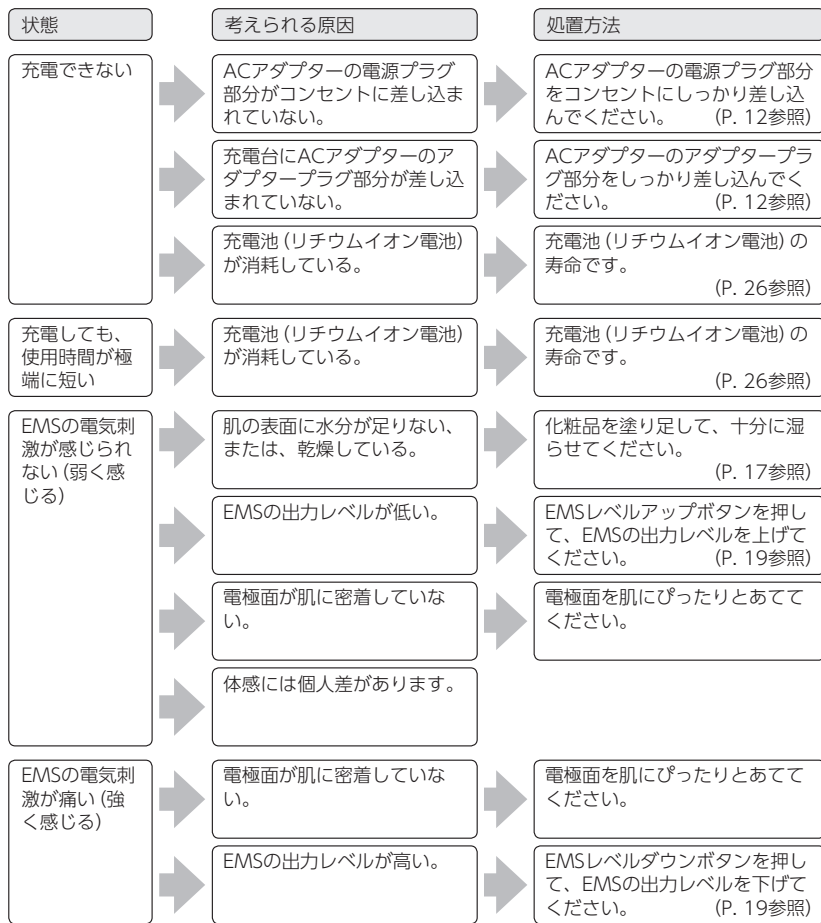 状態
考えられる原因
処置方法
充電できない
ACアダプターの電源プラグ
部分がコンセントに差し込ま
れていない。
ACアダプターの電源プラグ部分
をコンセントにしっかり差し込
んでください。 (P. 12参照)
充電台にACアダプターのア
ダプタープラグ部分が差し込
まれていない。
ACアダプターのアダプタープラ
グ部分をしっかり差し込んでく
ださい。 (P. 12参照)
充電池 (リチウムイオン電池)
が消耗している。
充電池 (リチウムイオン電池) の
寿命です。
(P. 26参照)
充電しても、
使用時間が極
端に短い
充電池 (リチウムイオン電池)
が消耗している。
充電池 (リチウムイオン電池) の
寿命です。
(P. 26参照)
EMSの電気刺
激が感じられ
ない (弱く感
じる)
肌の表面に水分が足りない、
または、乾燥している。
化粧品を塗り足して、十分に湿
らせてください。
(P. 17参照)
EMSの出力レベルが低い。
EMSレベルアップボタンを押し
て、EMSの出力レベルを上げて
ください。 (P. 19参照)
電極面が肌に密着していな
い。
電極面を肌にぴったりとあてて
ください。
体感には個人差があります。
EMSの電気刺
激が痛い (強
く感じる)
電極面が肌に密着していな
い。
電極面を肌にぴったりとあてて
ください。
EMSの出力レベルが高い。
EMSレベルダウンボタンを押し
て、EMSの出力レベルを下げて
ください。 (P. 19参照)